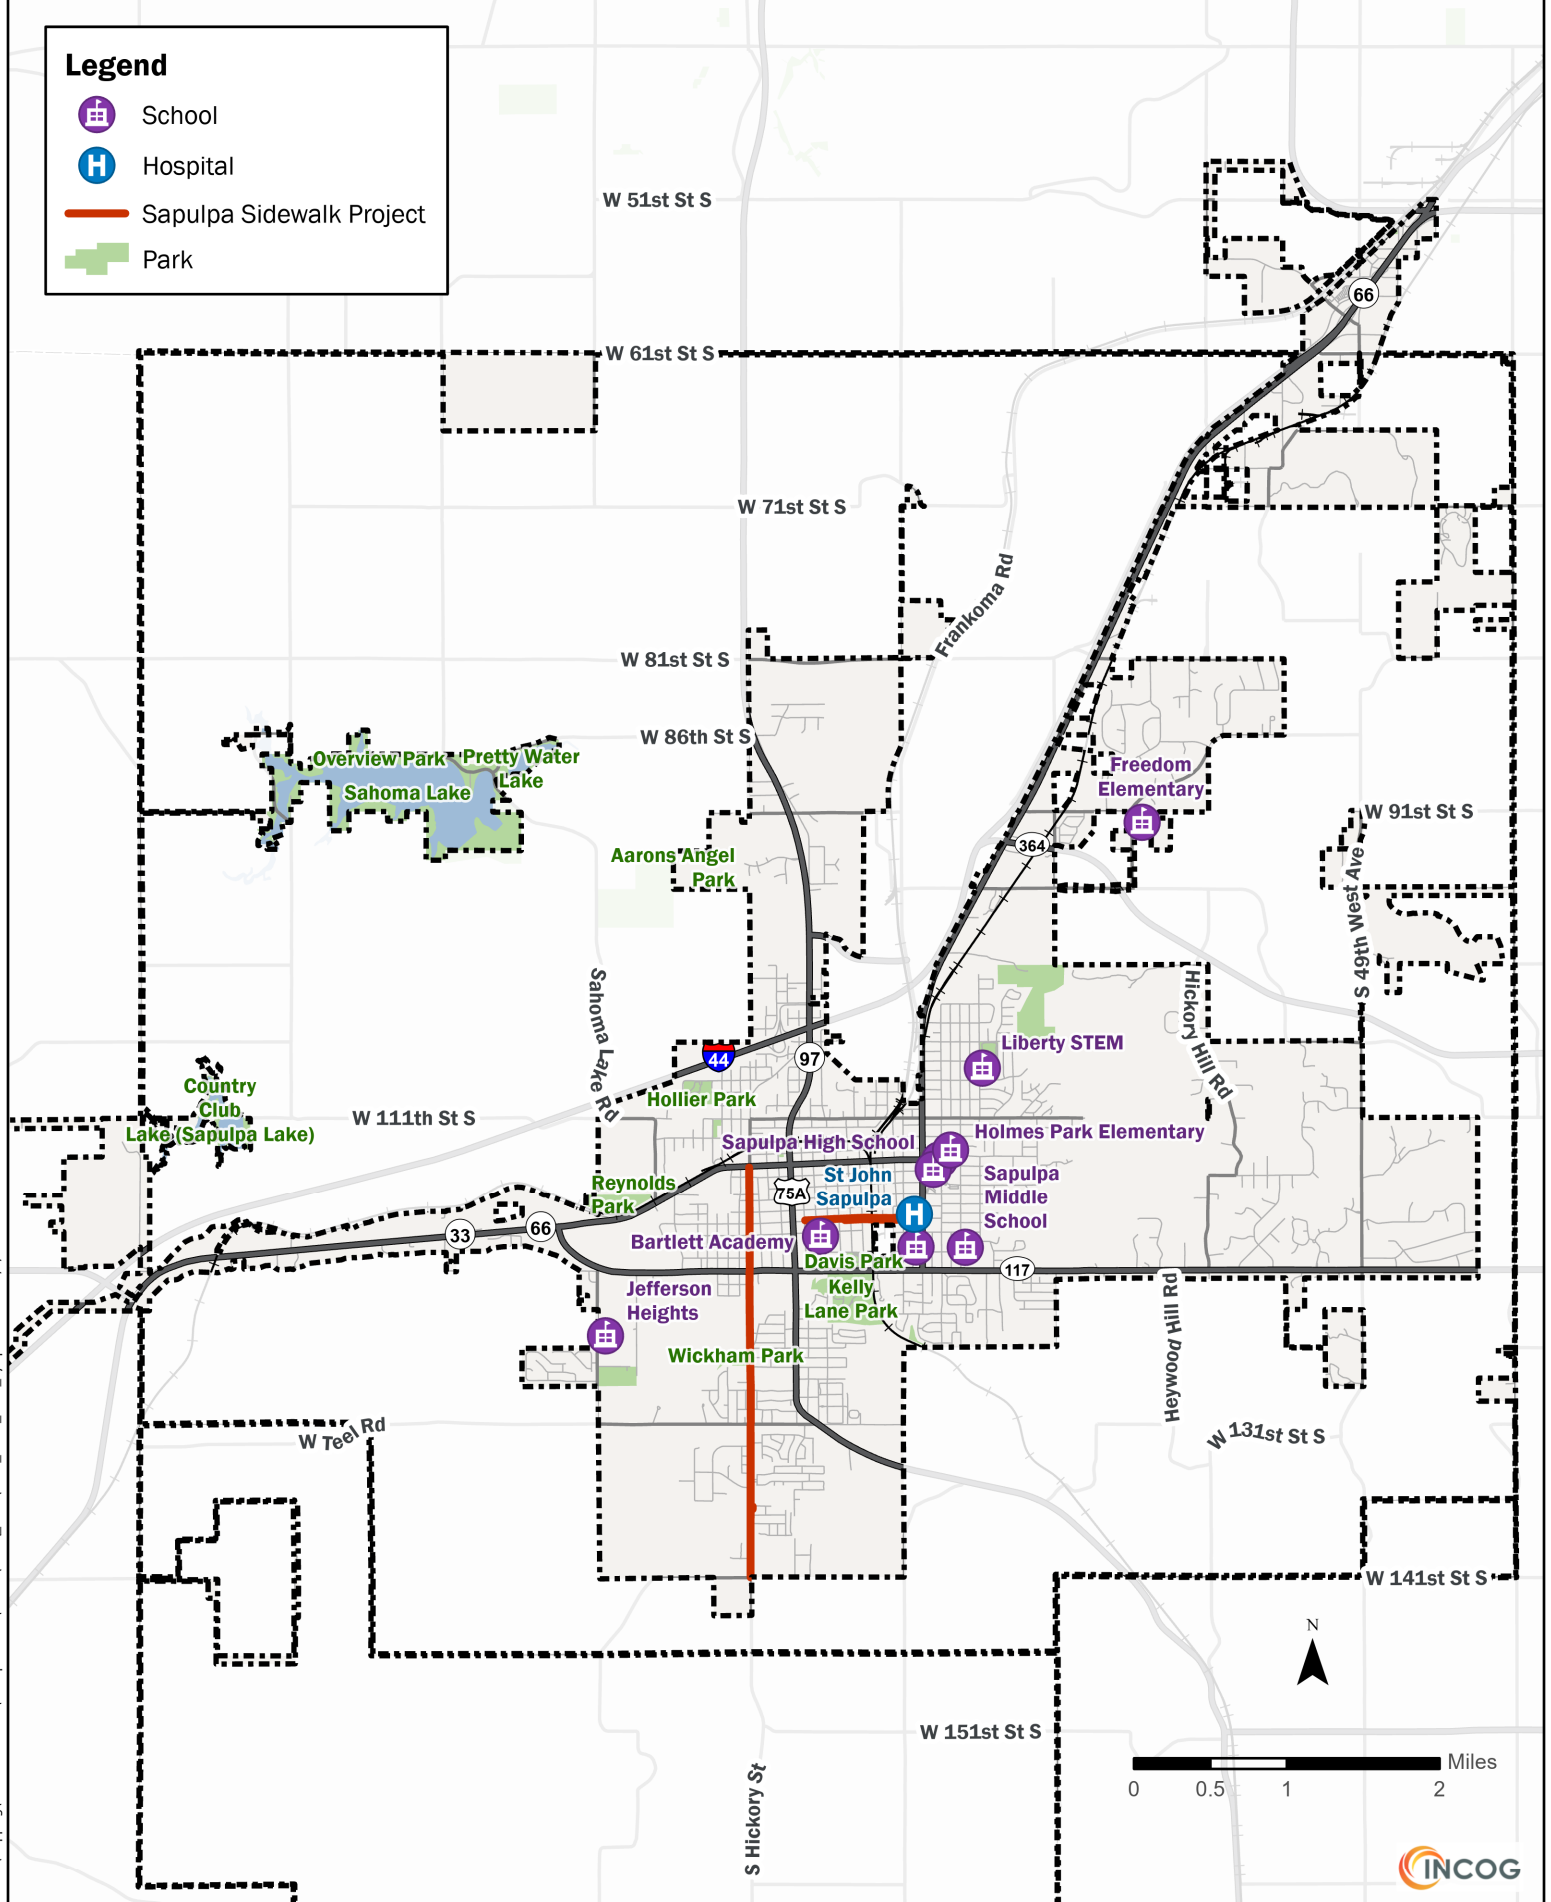 Legend
School
Hospital
Sapulpa Sidewalk Project
Park
W 51st St S
66
W 61st St S
W 71st St S
Frankoma Rd
W 81st St S
W 86th St S
Overview Park
Pretty Water
Lake
Sahoma Lake
Freedom
Elementary
W 91st St S
364
Aarons Angel
Park
S 49th West Ave
Sahoma Lake Rd
Hickory Hill Rd
Liberty STEM
44
97
Country
Club
Lake (Sapulpa Lake)
Hollier Park
W 111th St S
Sapulpa High School
Holmes Park Elementary
St John
Sapulpa
Sapulpa
Middle
School
Reynolds
Park
75A
H
33
66
Bartlett Academy
Davis Park
117
Jefferson
Heights
Kelly
Lane Park
Heywood Hill Rd
Wickham Park
W Teel Rd
W 131st St S
W 141st St S
N
W 151st St S
S Hickory St
Miles
0 0.5 1 2
INCOG